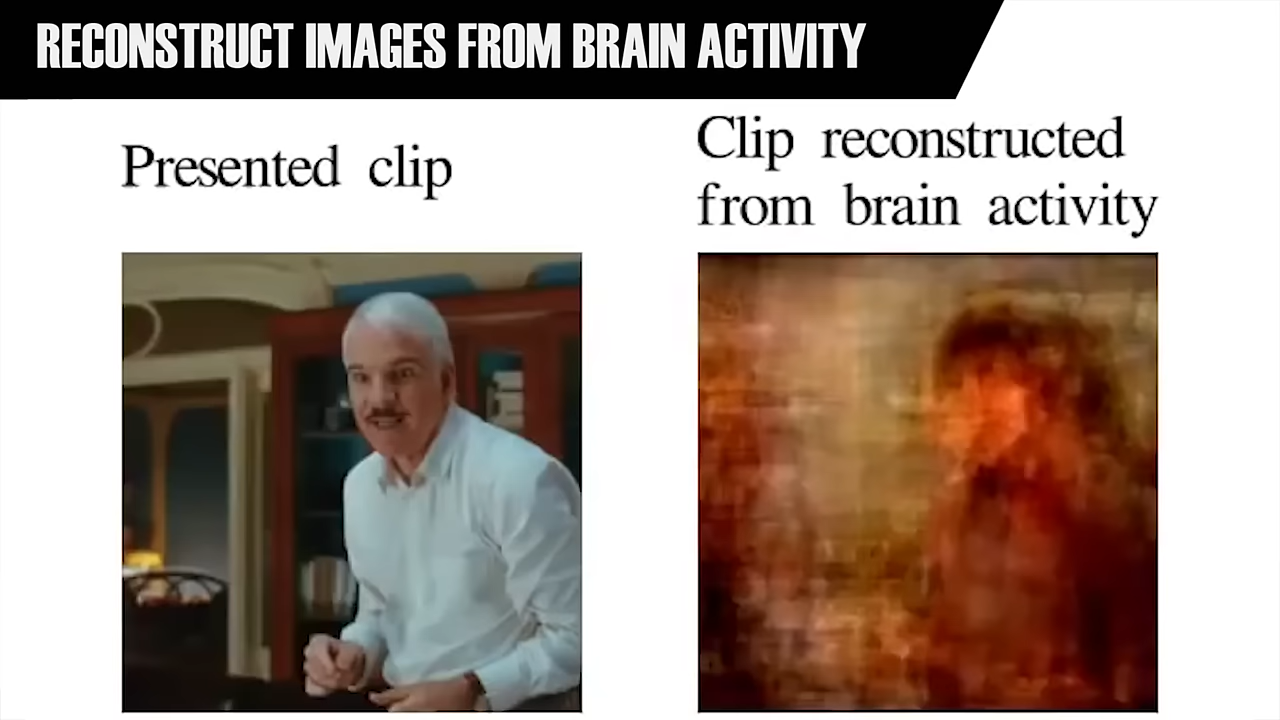 RECONSTRUCT IMAGES FROM BRAIN ACTIVITY
Presented clip
Clip reconstructed
from brain activity